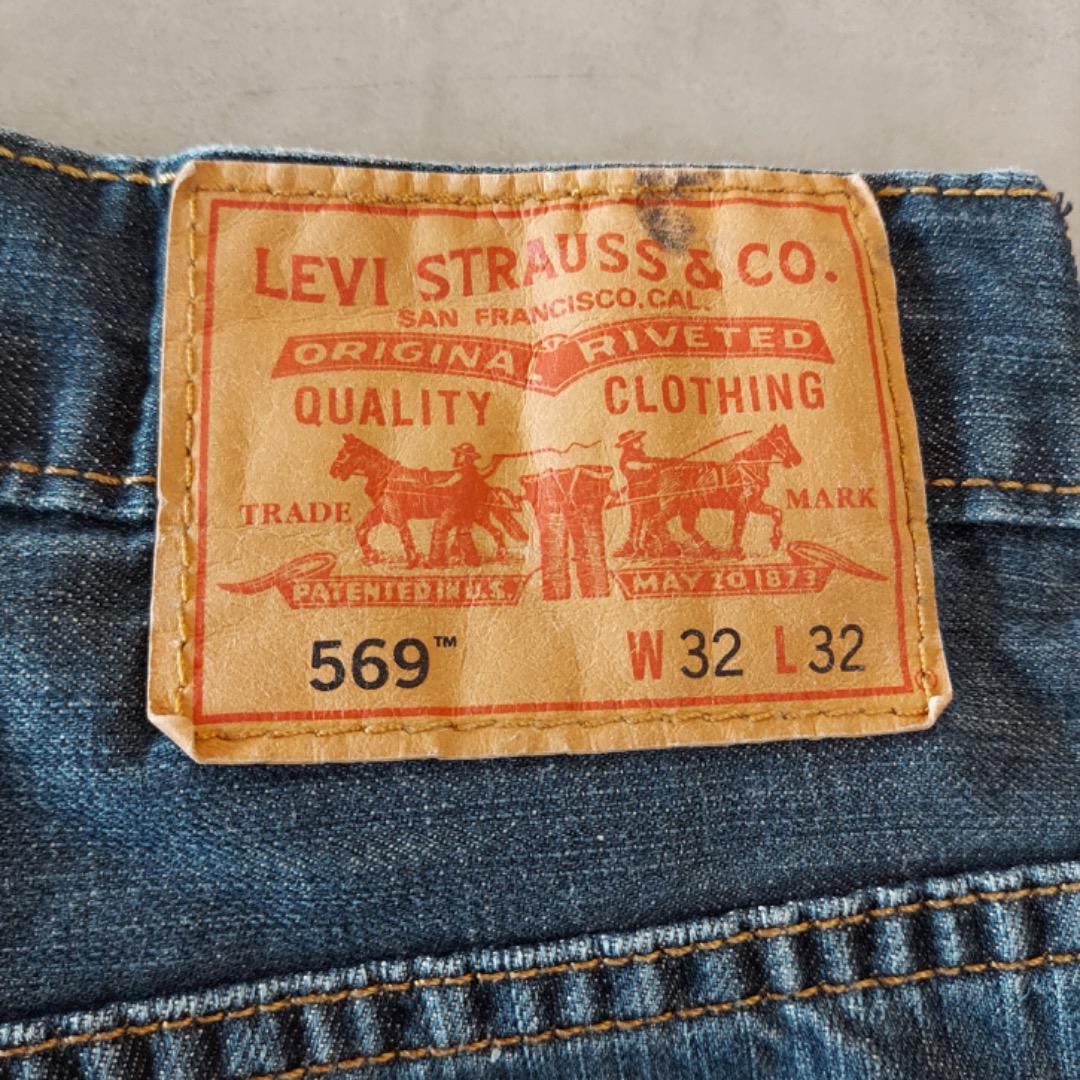 LEVI STRAUSS & CO.
SAN FRANCISCO, CAL.
ORIGINAL RIVETED
QUALITY CLOTHING
TRADE MARK
PATENTED IN U.S. MAY 20 1873
569™ W 32 L 32